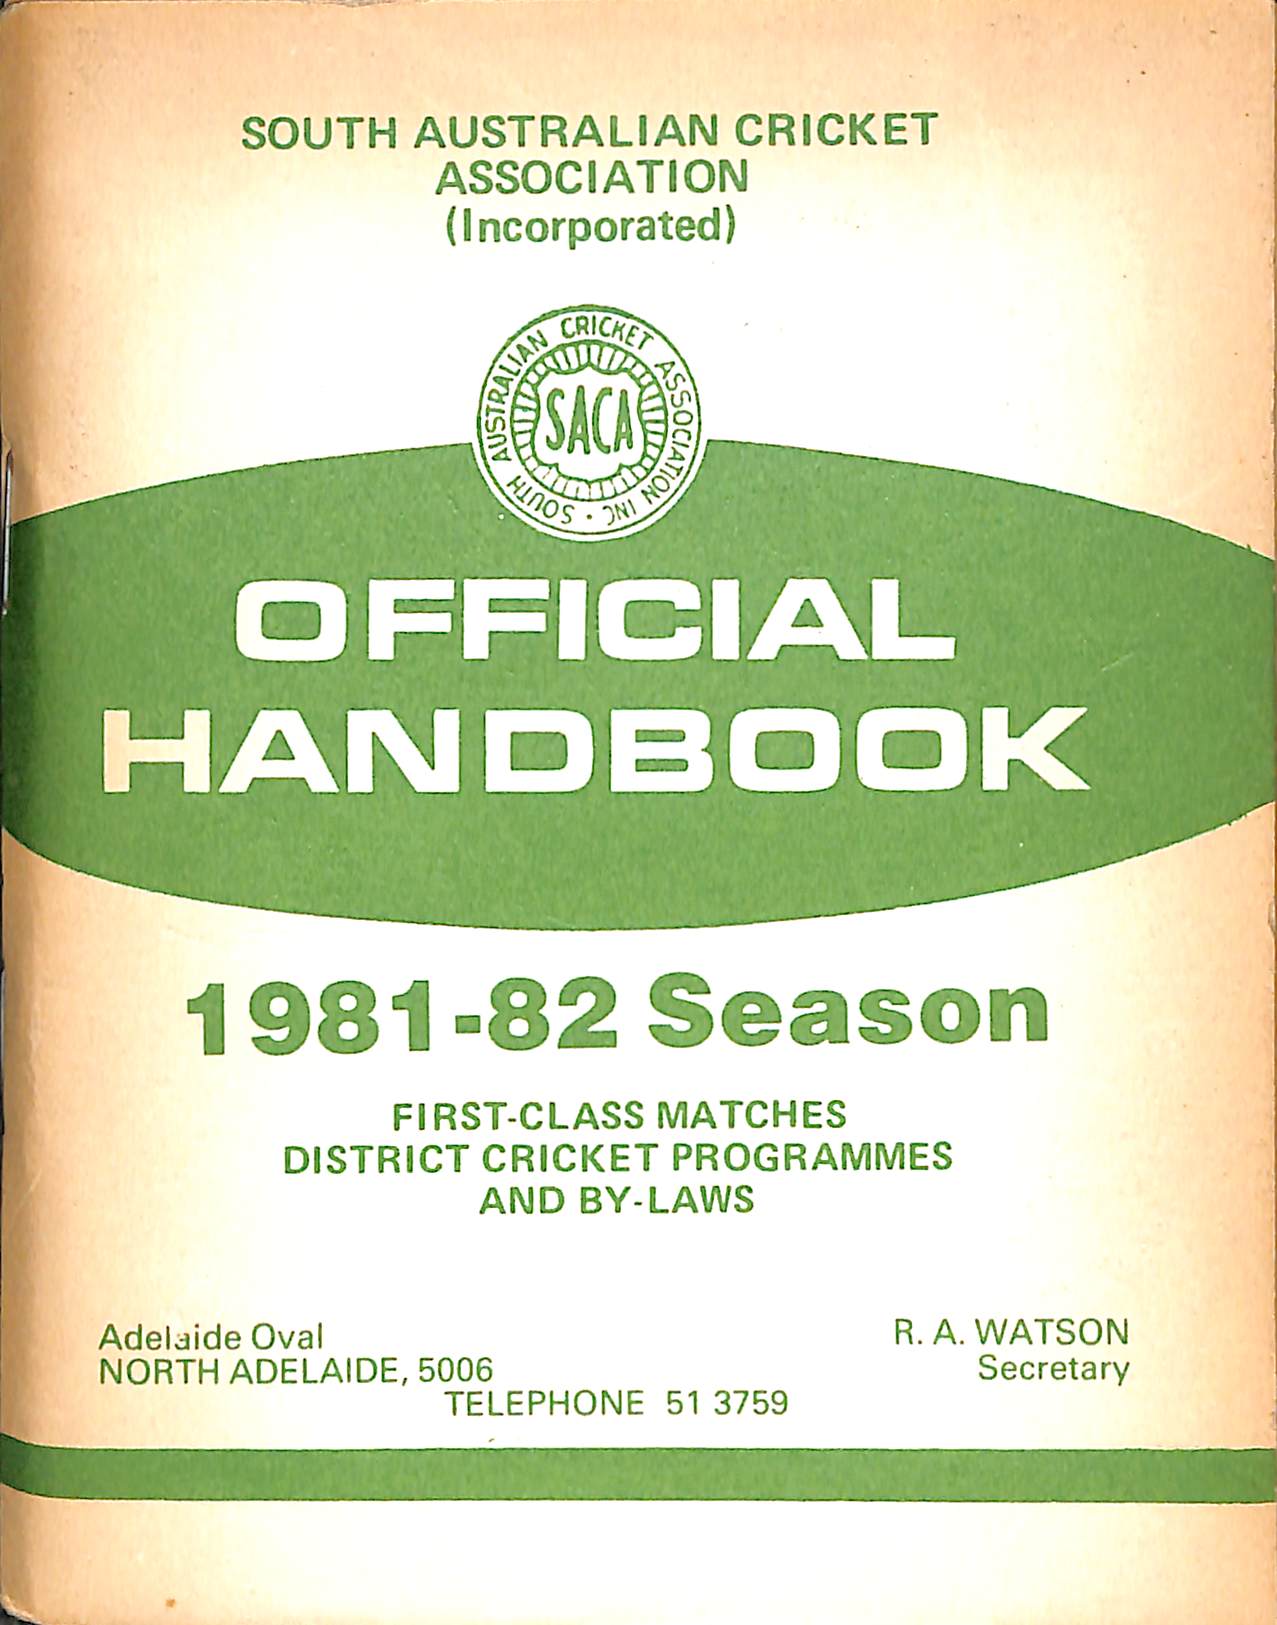 SOUTH AUSTRALIAN CRICKET
ASSOCIATION
(Incorporated)
SOUTH AUSTRALIAN CRICKET ASSOCIATION INC ·
SACA
OFFICIAL
HANDBOOK
1981-82 Season
FIRST-CLASS MATCHES
DISTRICT CRICKET PROGRAMMES
AND BY-LAWS
Adelaide Oval
NORTH ADELAIDE, 5006
TELEPHONE 51 3759
R. A. WATSON
Secretary